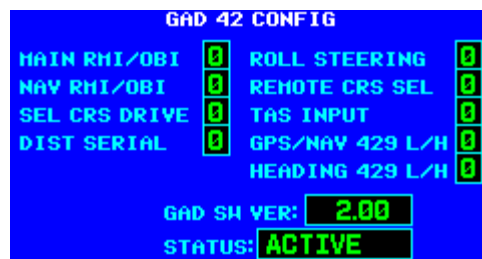 GAD 42 CONFIG
MAIN RMI/OBI 0 ROLL STEERING 0
NAV RMI/OBI 0 REMOTE CRS SEL 0
SEL CRS DRIVE 0 TAS INPUT 0
DIST SERIAL 0 GPS/NAV 429 L/H 0
HEADING 429 L/H 0
GAD SW VER: 2.00
STATUS: ACTIVE